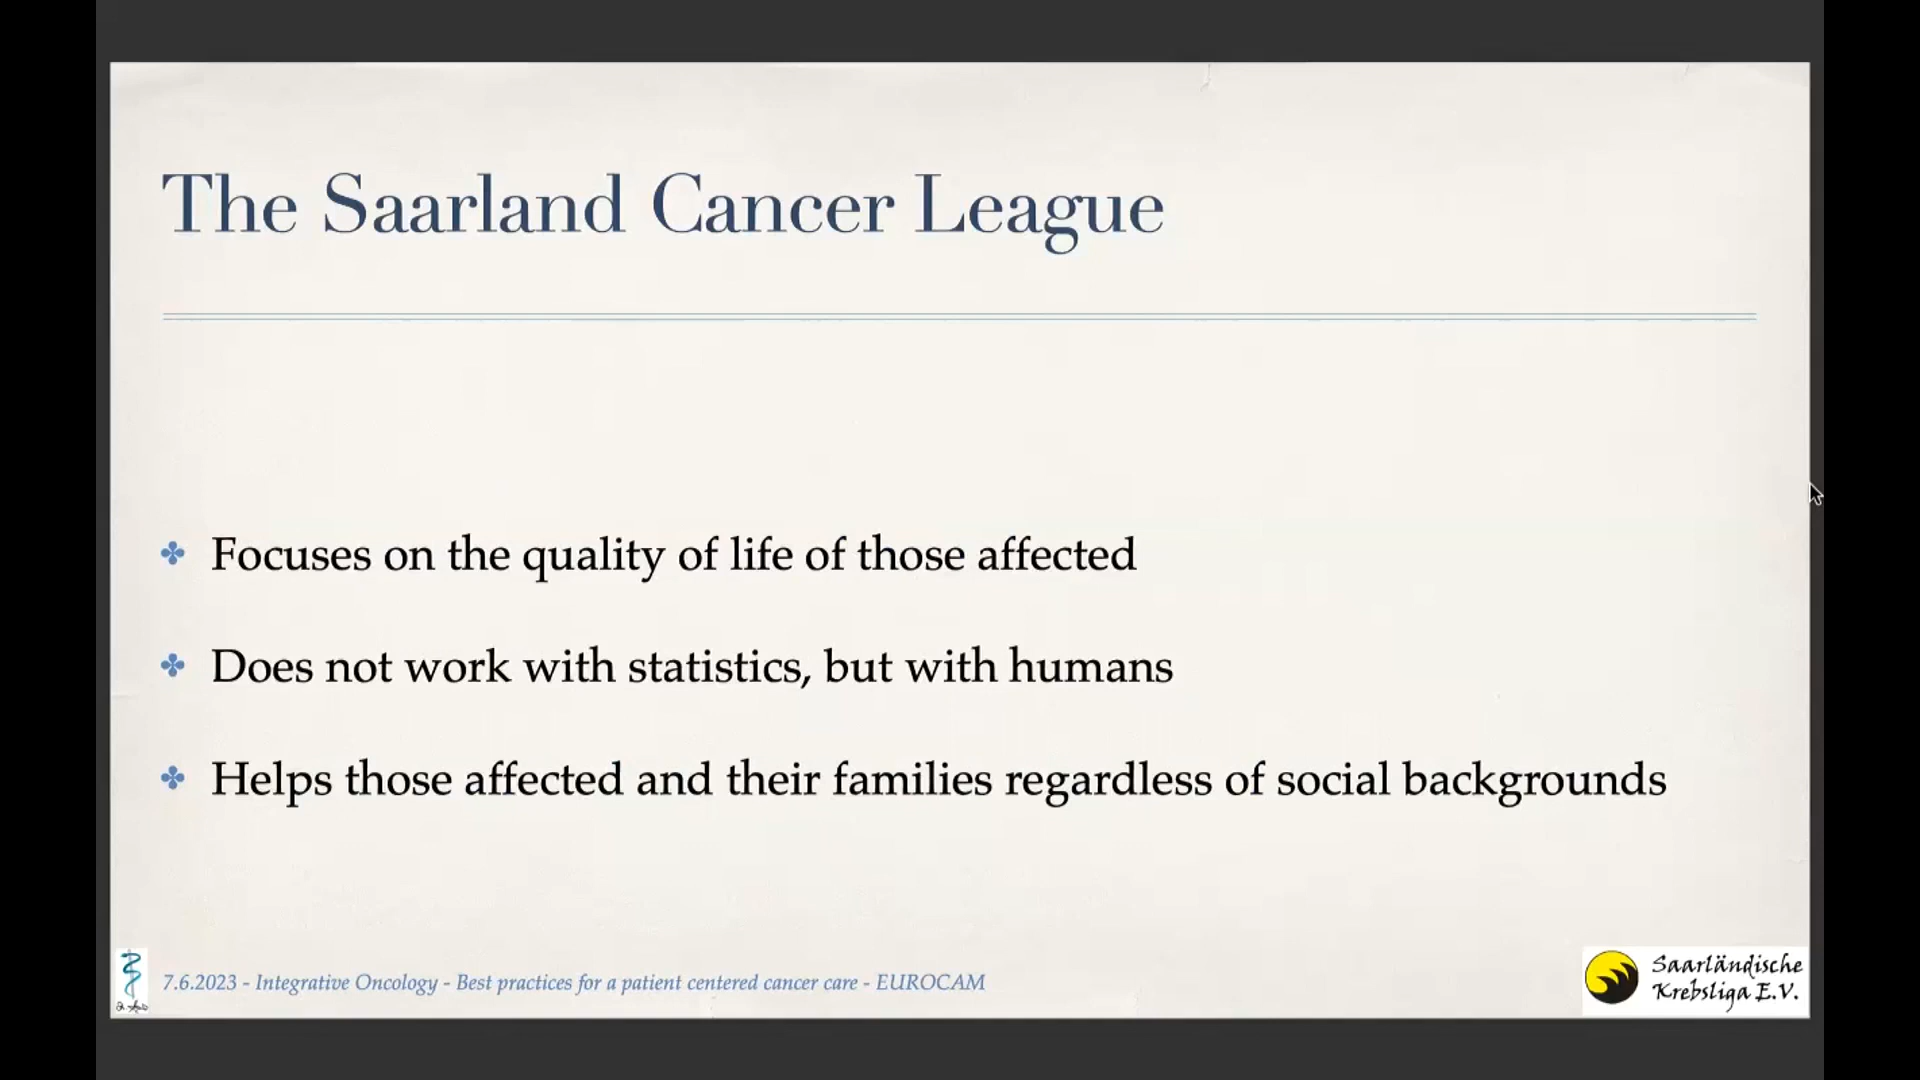 The Saarland Cancer League
Focuses on the quality of life of those affected
Does not work with statistics, but with humans
Helps those affected and their families regardless of social backgrounds
7.6.2023 - Integrative Oncology - Best practices for a patient centered cancer care - EUROCAM
Saarländische
Krebsliga E.V.